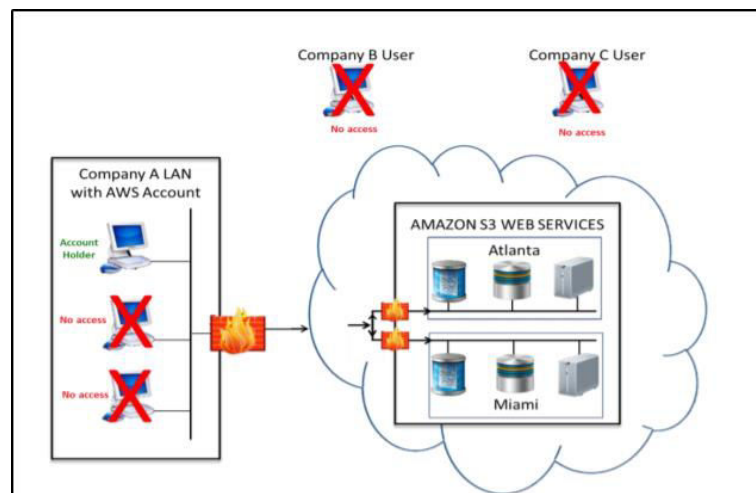 Company B User
No access
Company C User
No access
Company A LAN
with AWS Account
Account
Holder
No access
No access
AMAZON S3 WEB SERVICES
Atlanta
Miami